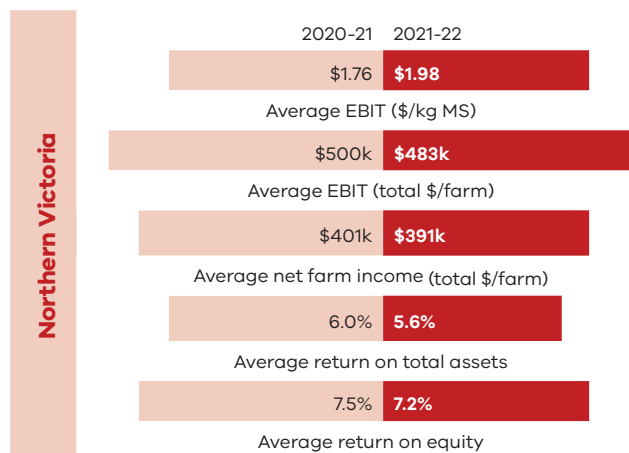 Northern Victoria
2020-21 2021-22
$1.76 $1.98
Average EBIT ($/kg MS)
$500k $483k
Average EBIT (total $/farm)
$401k $391k
Average net farm income (total $/farm)
6.0% 5.6%
Average return on total assets
7.5% 7.2%
Average return on equity